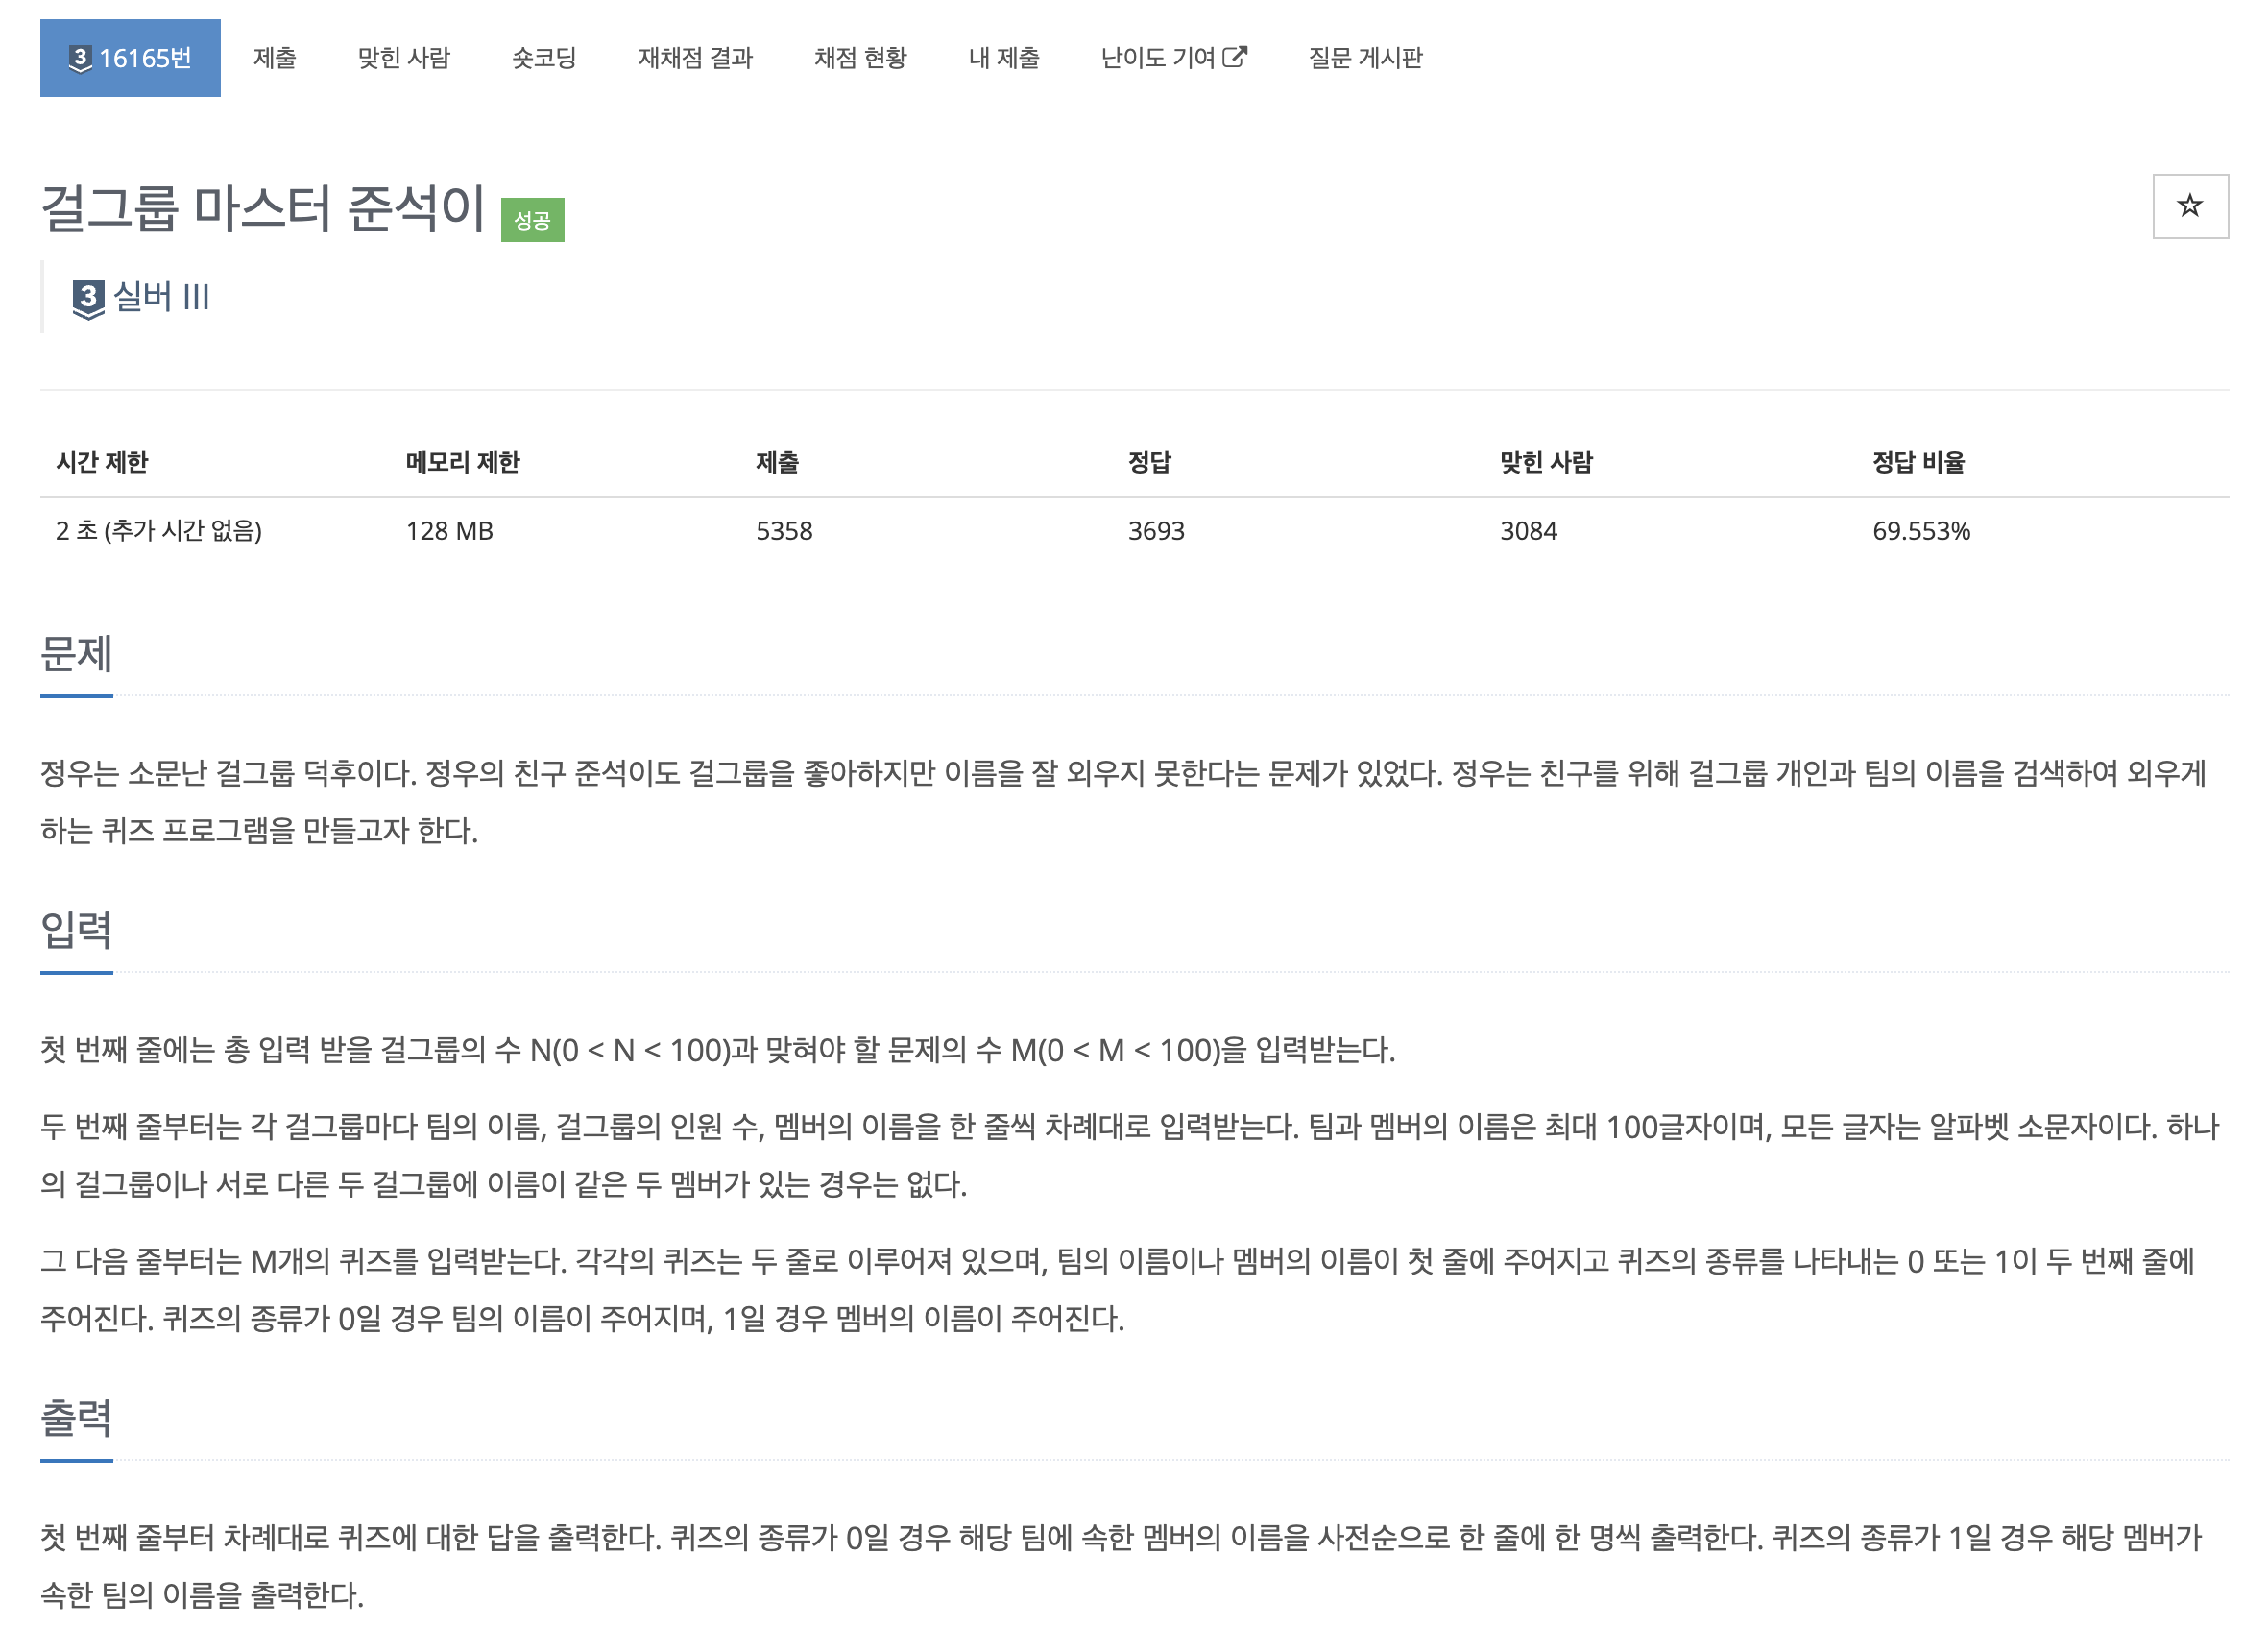 3 16165번 제출 맞힌 사람 숏코딩 재채점 결과 채점 현황 내 제출 난이도 기여 질문 게시판
걸그룹 마스터 준석이 성공
3 실버 III
시간 제한 메모리 제한 제출 정답 맞힌 사람 정답 비율
2 초 (추가 시간 없음) 128 MB 5358 3693 3084 69.553%
문제
정우는 소문난 걸그룹 덕후이다. 정우의 친구 준석이도 걸그룹을 좋아하지만 이름을 잘 외우지 못한다는 문제가 있었다. 정우는 친구를 위해 걸그룹 개인과 팀의 이름을 검색하여 외우게
하는 퀴즈 프로그램을 만들고자 한다.
입력
첫 번째 줄에는 총 입력 받을 걸그룹의 수 N(0 < N < 100)과 맞혀야 할 문제의 수 M(0 < M < 100)을 입력받는다.
두 번째 줄부터는 각 걸그룹마다 팀의 이름, 걸그룹의 인원 수, 멤버의 이름을 한 줄씩 차례대로 입력받는다. 팀과 멤버의 이름은 최대 100글자이며, 모든 글자는 알파벳 소문자이다. 하나
의 걸그룹이나 서로 다른 두 걸그룹에 이름이 같은 두 멤버가 있는 경우는 없다.
그 다음 줄부터는 M개의 퀴즈를 입력받는다. 각각의 퀴즈는 두 줄로 이루어져 있으며, 팀의 이름이나 멤버의 이름이 첫 줄에 주어지고 퀴즈의 종류를 나타내는 0 또는 1이 두 번째 줄에
주어진다. 퀴즈의 종류가 0일 경우 팀의 이름이 주어지며, 1일 경우 멤버의 이름이 주어진다.
출력
첫 번째 줄부터 차례대로 퀴즈에 대한 답을 출력한다. 퀴즈의 종류가 0일 경우 해당 팀에 속한 멤버의 이름을 사전순으로 한 줄에 한 명씩 출력한다. 퀴즈의 종류가 1일 경우 해당 멤버가
속한 팀의 이름을 출력한다.